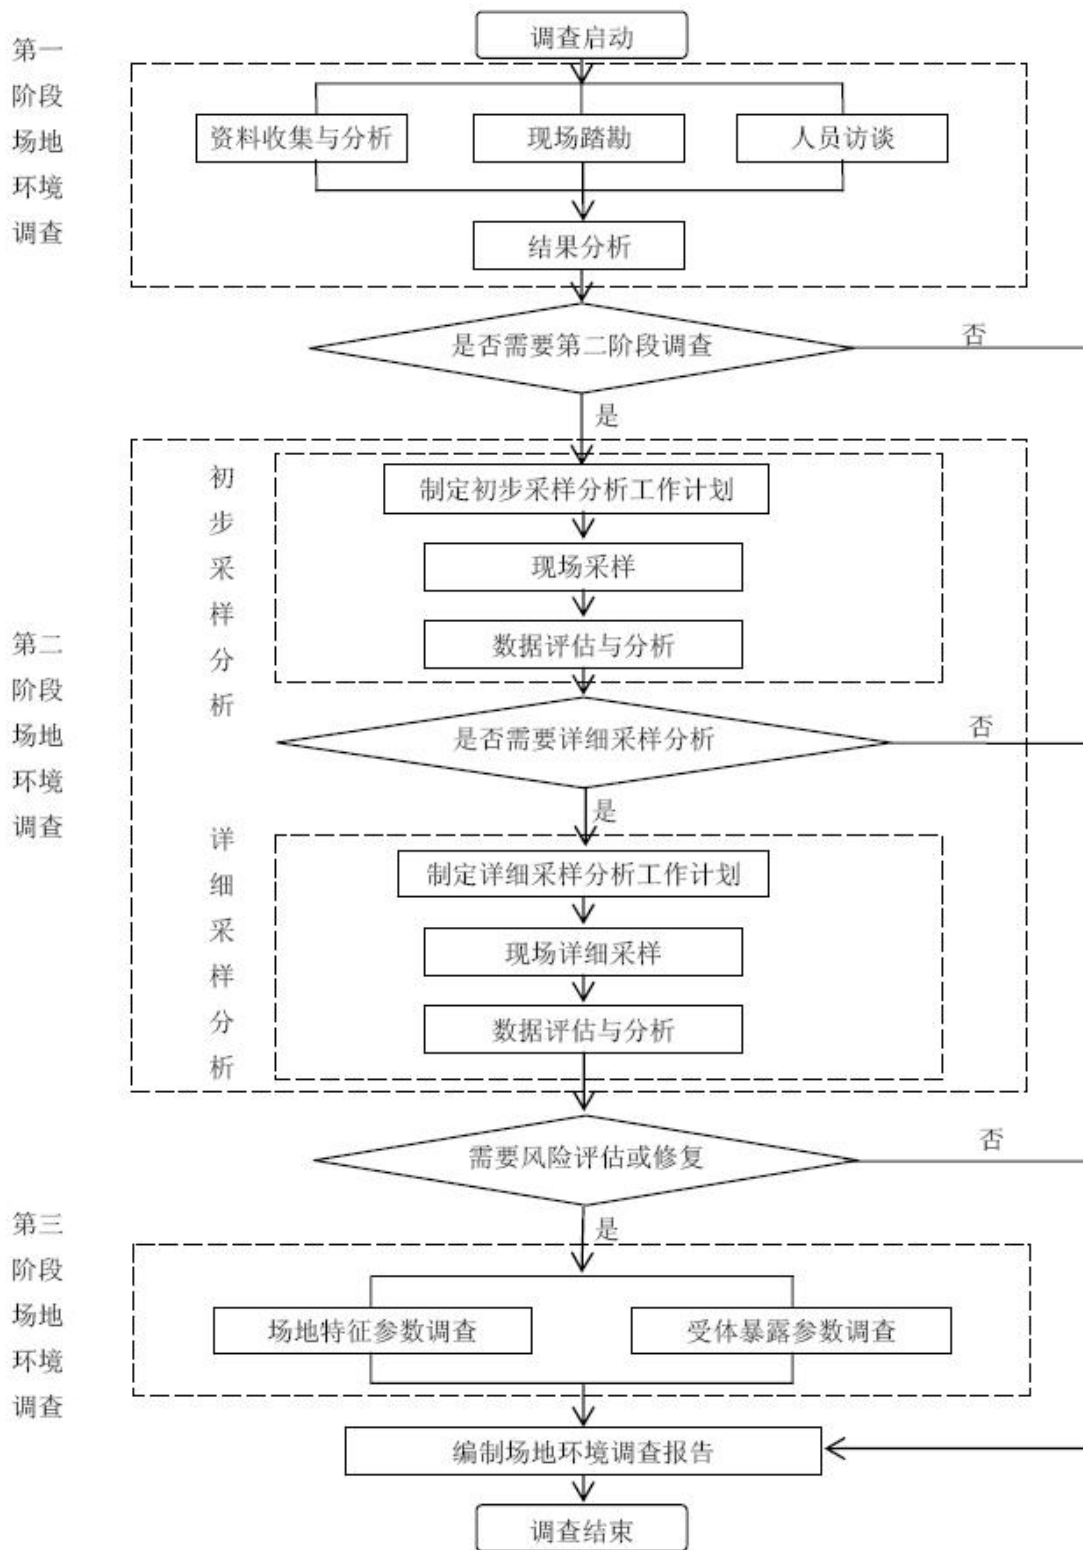 调查启动
第一
阶段
场地
环境
调查
资料收集与分析
现场踏勘
人员访谈
结果分析
是否需要第二阶段调查
否
是
第二
阶段
场地
环境
调查
初
步
采
样
分
析
制定初步采样分析工作计划
现场采样
数据评估与分析
是否需要详细采样分析
否
是
详
细
采
样
分
析
制定详细采样分析工作计划
现场详细采样
数据评估与分析
需要风险评估或修复
否
是
第三
阶段
场地
环境
调查
场地特征参数调查
受体暴露参数调查
编制场地环境调查报告
调查结束